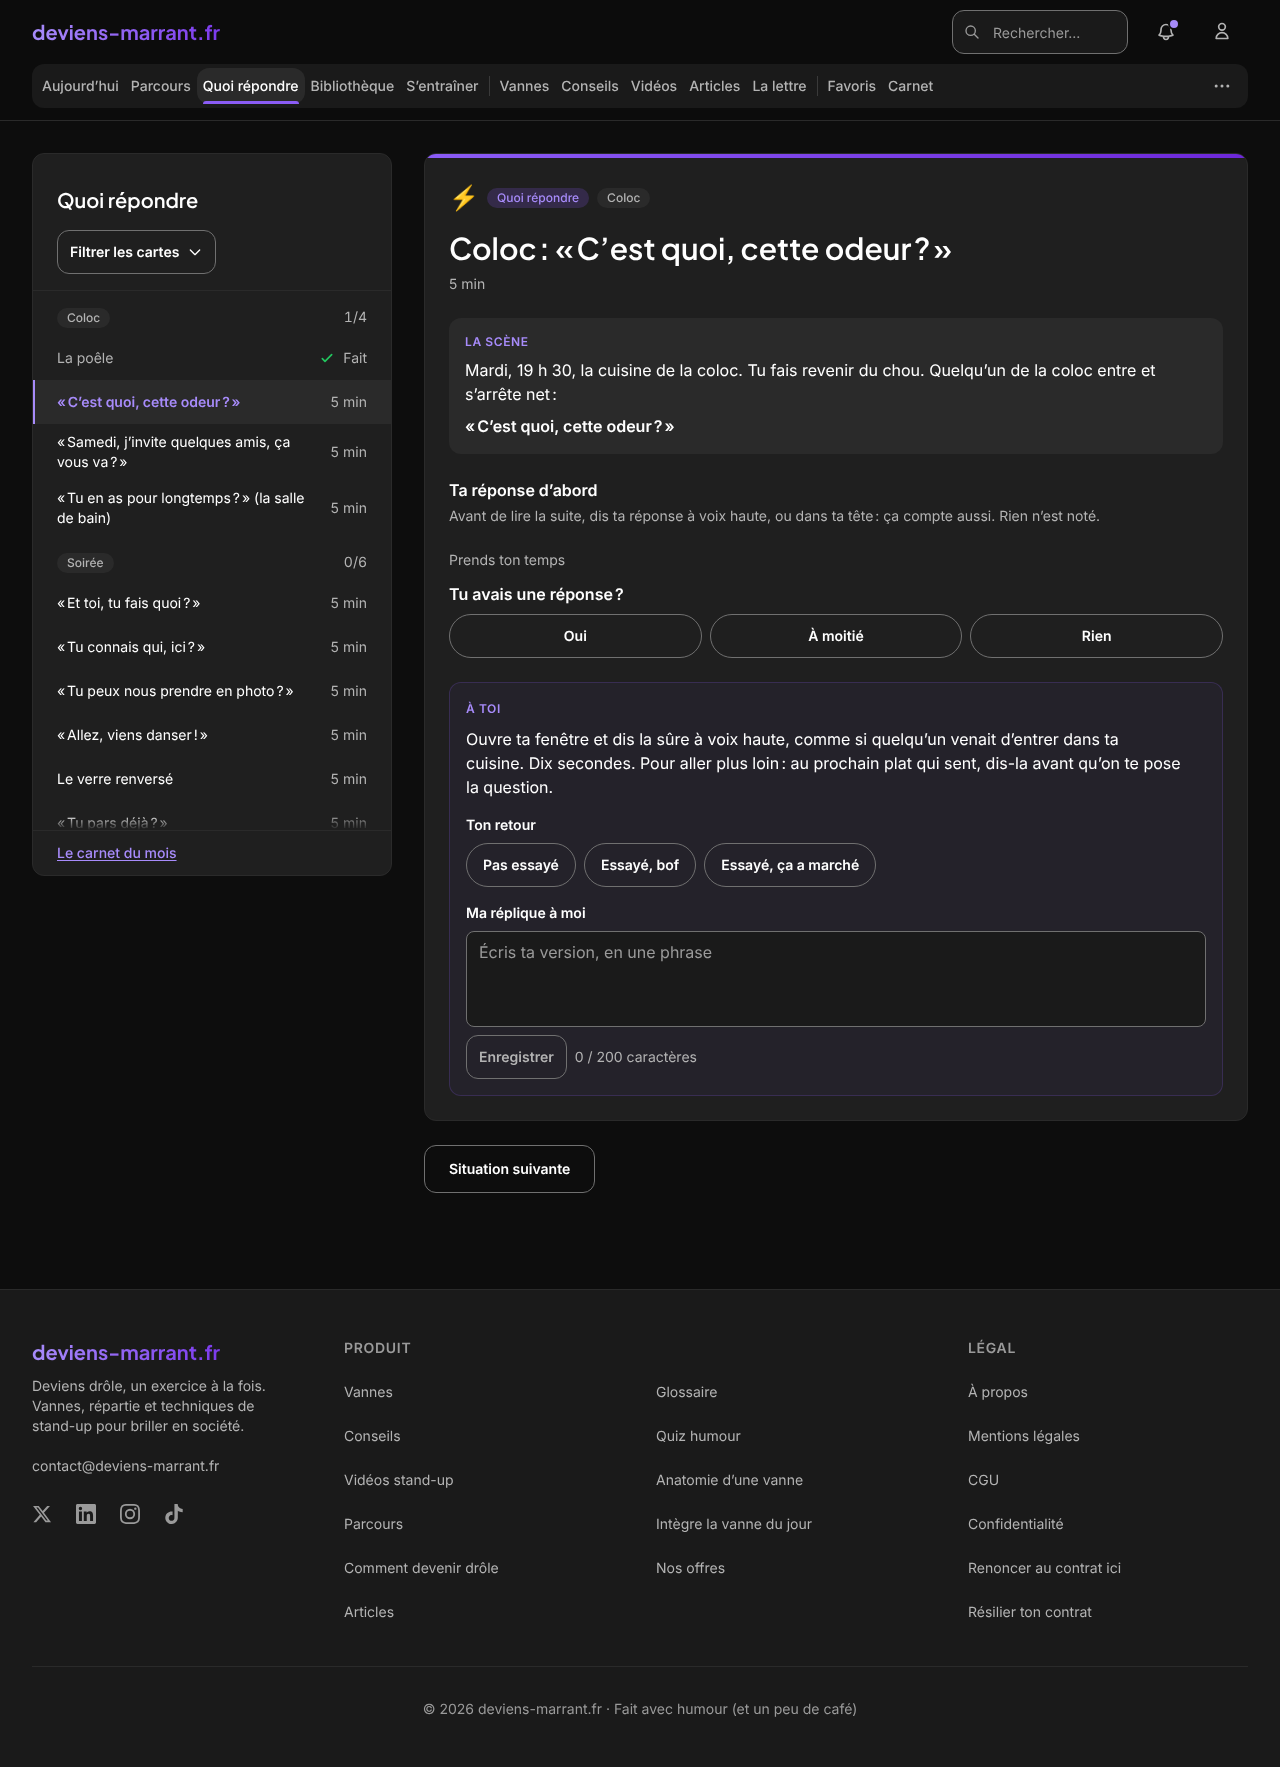 deviens-marrant.fr
Rechercher...
Aujourd’hui Parcours Quoi répondre Bibliothèque S’entraîner Vannes Conseils Vidéos Articles La lettre Favoris Carnet
Quoi répondre
Filtrer les cartes
Coloc 1/4
La poêle Fait
« C’est quoi, cette odeur ? » 5 min
« Samedi, j’invite quelques amis, ça
vous va ? » 5 min
« Tu en as pour longtemps ? » (la salle
de bain) 5 min
Soirée 0/6
« Et toi, tu fais quoi ? » 5 min
« Tu connais qui, ici ? » 5 min
« Tu peux nous prendre en photo ? » 5 min
« Allez, viens danser ! » 5 min
Le verre renversé 5 min
« Tu pars déjà ? » 5 min
Le carnet du mois
Quoi répondre Coloc
Coloc : « C’est quoi, cette odeur ? »
5 min
LA SCÈNE
Mardi, 19 h 30, la cuisine de la coloc. Tu fais revenir du chou. Quelqu’un de la coloc entre et
s’arrête net :
« C’est quoi, cette odeur ? »
Ta réponse d’abord
Avant de lire la suite, dis ta réponse à voix haute, ou dans ta tête : ça compte aussi. Rien n’est noté.
Prends ton temps
Tu avais une réponse ?
Oui À moitié Rien
À TOI
Ouvre ta fenêtre et dis la sûre à voix haute, comme si quelqu’un venait d’entrer dans ta
cuisine. Dix secondes. Pour aller plus loin : au prochain plat qui sent, dis-la avant qu’on te pose
la question.
Ton retour
Pas essayé Essayé, bof Essayé, ça a marché
Ma réplique à moi
Écris ta version, en une phrase
Enregistrer 0 / 200 caractères
Situation suivante
deviens-marrant.fr
Deviens drôle, un exercice à la fois.
Vannes, répartie et techniques de
stand-up pour briller en société.
contact@deviens-marrant.fr
PRODUIT
Vannes
Conseils
Vidéos stand-up
Parcours
Comment devenir drôle
Articles
Glossaire
Quiz humour
Anatomie d’une vanne
Intègre la vanne du jour
Nos offres
LÉGAL
À propos
Mentions légales
CGU
Confidentialité
Renoncer au contrat ici
Résilier ton contrat
© 2026 deviens-marrant.fr · Fait avec humour (et un peu de café)